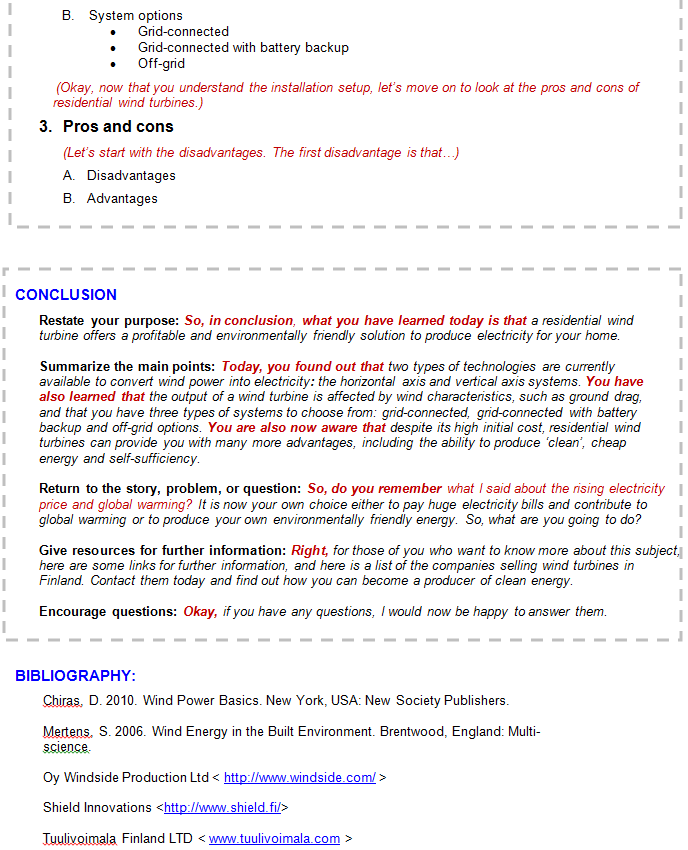 B. System options
• Grid-connected
• Grid-connected with battery backup
• Off-grid
(Okay, now that you understand the installation setup, let's move on to look at the pros and cons of
residential wind turbines.)
3. Pros and cons
(Let's start with the disadvantages. The first disadvantage is that…)
A. Disadvantages
B. Advantages
CONCLUSION
Restate your purpose: So, in conclusion, what you have learned today is that a residential wind
turbine offers a profitable and environmentally friendly solution to produce electricity for your home.
Summarize the main points: Today, you found out that two types of technologies are currently
available to convert wind power into electricity: the horizontal axis and vertical axis systems. You have
also learned that the output of a wind turbine is affected by wind characteristics, such as ground drag,
and that you have three types of systems to choose from: grid-connected, grid-connected with battery
backup and off-grid options. You are also now aware that despite its high initial cost, residential wind
turbines can provide you with many more advantages, including the ability to produce 'clean', cheap
energy and self-sufficiency.
Return to the story, problem, or question: So, do you remember what I said about the rising electricity
price and global warming? It is now your own choice either to pay huge electricity bills and contribute to
global warming or to produce your own environmentally friendly energy. So, what are you going to do?
Give resources for further information: Right, for those of you who want to know more about this subject,
here are some links for further information, and here is a list of the companies selling wind turbines in
Finland. Contact them today and find out how you can become a producer of clean energy.
Encourage questions: Okay, if you have any questions, I would now be happy to answer them.
BIBLIOGRAPHY:
Chiras, D. 2010. Wind Power Basics. New York, USA: New Society Publishers.
Mertens, S. 2006. Wind Energy in the Built Environment. Brentwood, England: Multi-
science.
Oy Windside Production Ltd < http://www.windside.com/ >
Shield Innovations <http://www.shield.fi/>
Tuulivoimala Finland LTD < www.tuulivoimala.com >